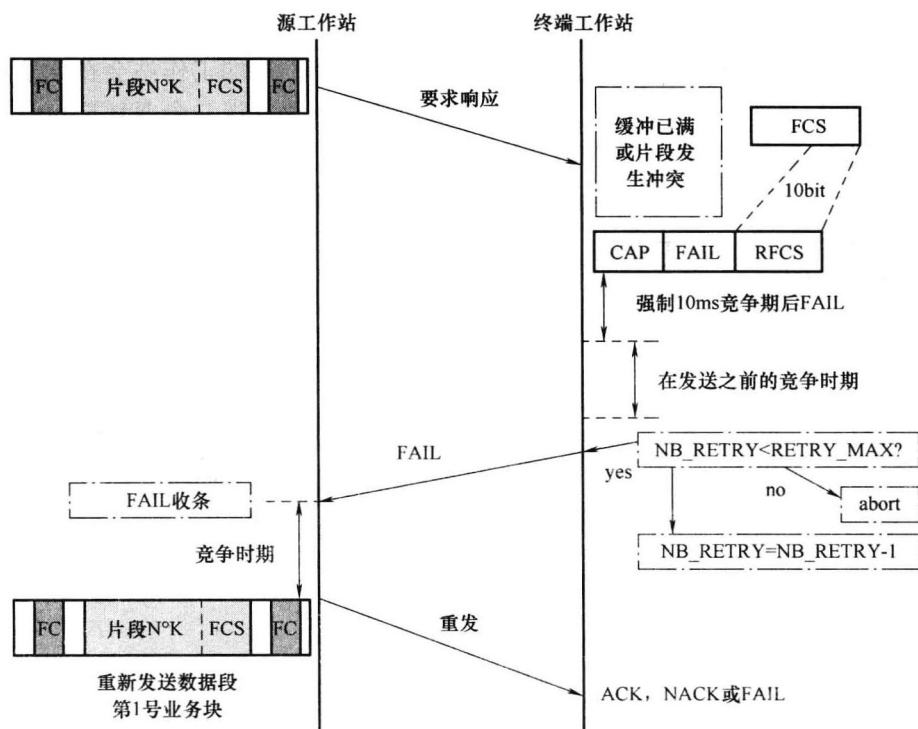 源工作站
终端工作站
FC
片段N°K
FCS
FC
要求响应
缓冲已满
或片段发
生冲突
FCS
10bit
CAP
FAIL
RFCS
强制10ms竞争期后FAIL
在发送之前的竞争时期
FAIL
NB_RETRY<RETRY_MAX?
yes
no
abort
FAIL收条
NB_RETRY=NB_RETRY-1
竞争时期
FC
片段N°K
FCS
FC
重发
重新发送数据段
第1号业务块
ACK，NACK或FAIL